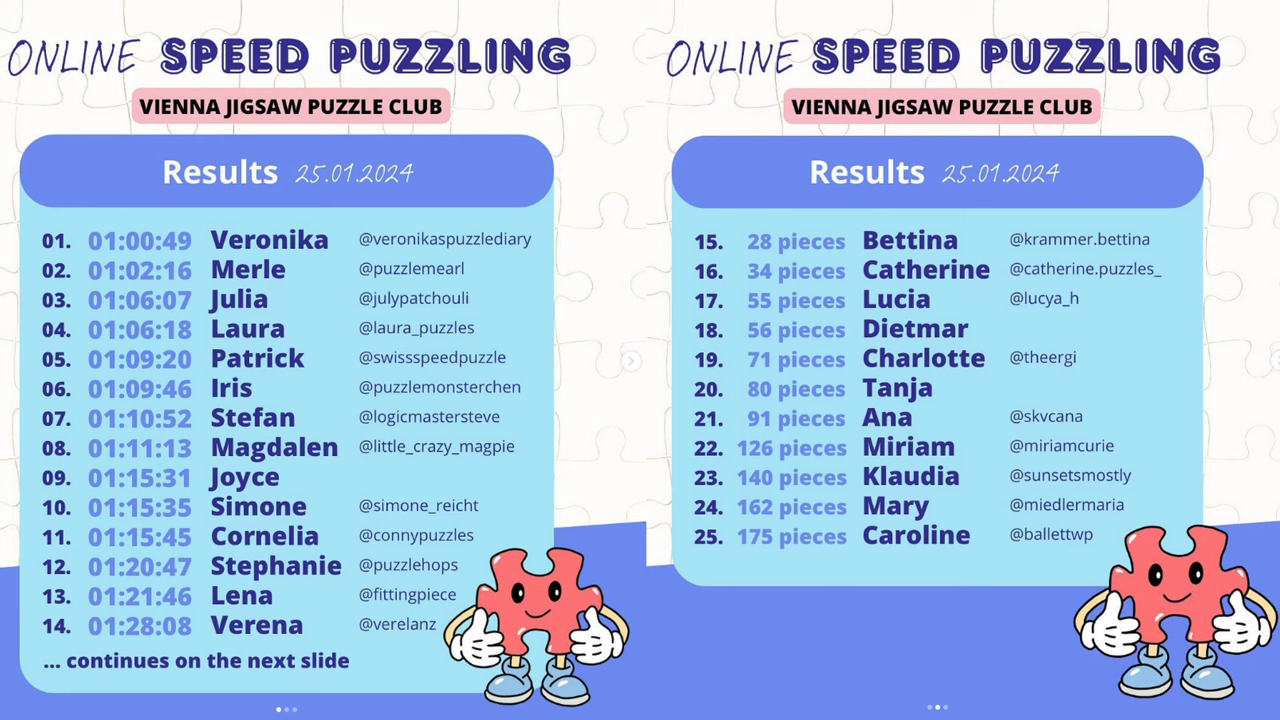 ONLINE SPEED PUZZLING
VIENNA JIGSAW PUZZLE CLUB
Results 25.01.2024
01. 01:00:49 Veronika @veronikaspuzzlediary
02. 01:02:16 Merle @puzzlemearl
03. 01:06:07 Julia @julypatchouli
04. 01:06:18 Laura @laura_puzzles
05. 01:09:20 Patrick @swissspeedpuzzle
06. 01:09:46 Iris @puzzlemonsterchen
07. 01:10:52 Stefan @logicmastersteve
08. 01:11:13 Magdalen @little_crazy_magpie
09. 01:15:31 Joyce
10. 01:15:35 Simone @simone_reicht
11. 01:15:45 Cornelia @connypuzzles
12. 01:20:47 Stephanie @puzzlehops
13. 01:21:46 Lena @fittingpiece
14. 01:28:08 Verena @verelanz
... continues on the next slide
ONLINE SPEED PUZZLING
VIENNA JIGSAW PUZZLE CLUB
Results 25.01.2024
15. 28 pieces Bettina @krammer.bettina
16. 34 pieces Catherine @catherine.puzzles_
17. 55 pieces Lucia @lucya_h
18. 56 pieces Dietmar
19. 71 pieces Charlotte @theergi
20. 80 pieces Tanja
21. 91 pieces Ana @skvcana
22. 126 pieces Miriam @miriamcurie
23. 140 pieces Klaudia @sunsetsmostly
24. 162 pieces Mary @miedlermaria
25. 175 pieces Caroline @ballettwp